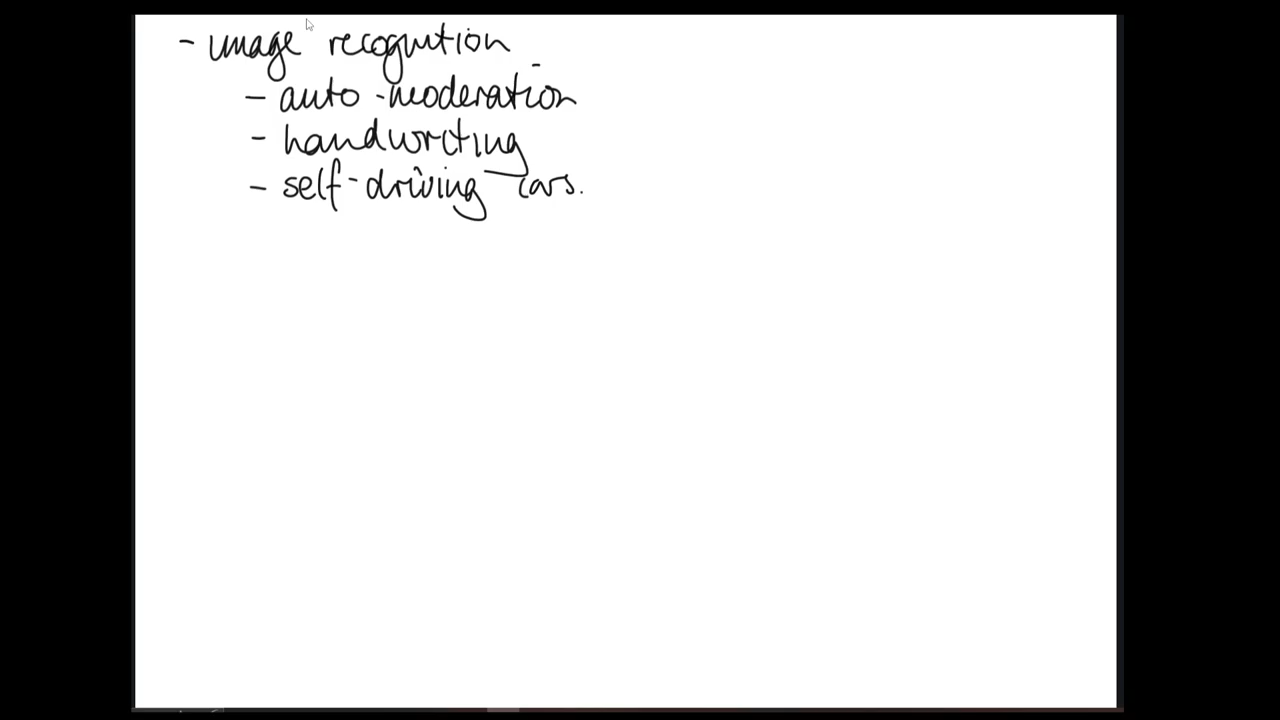 - image recognition
- auto-moderation
- handwriting
- self-driving cars.